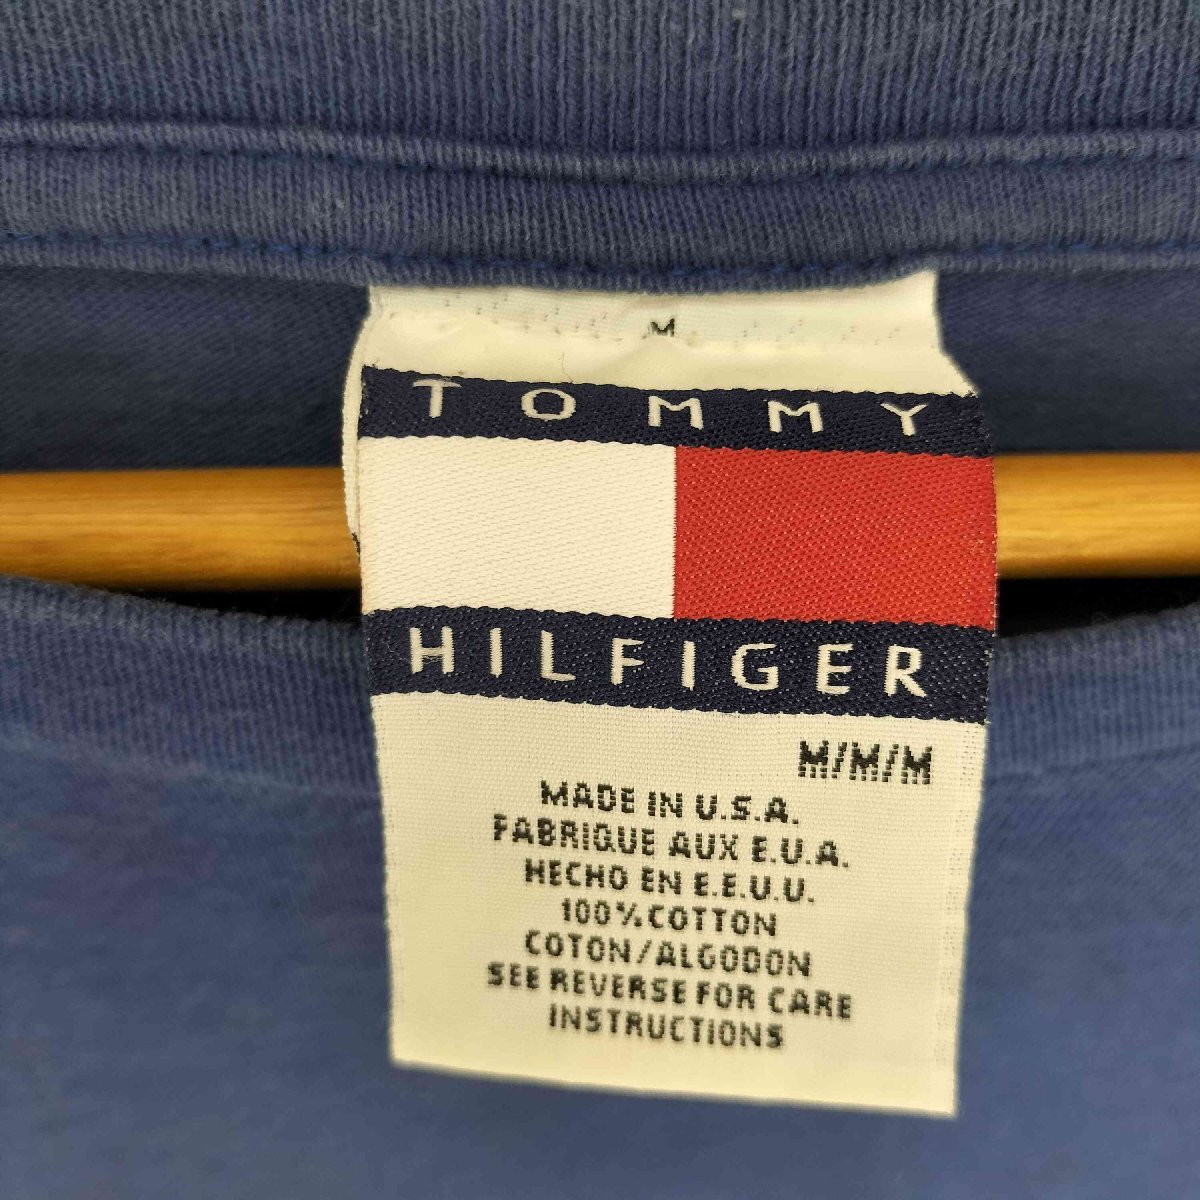 M
TOMMY
HILFIGER
M/M/M
MADE IN U.S.A.
FABRIQUE AUX E.U.A.
HECHO EN E.E.U.U.
100% COTTON
COTON/ALGODON
SEE REVERSE FOR CARE
INSTRUCTIONS